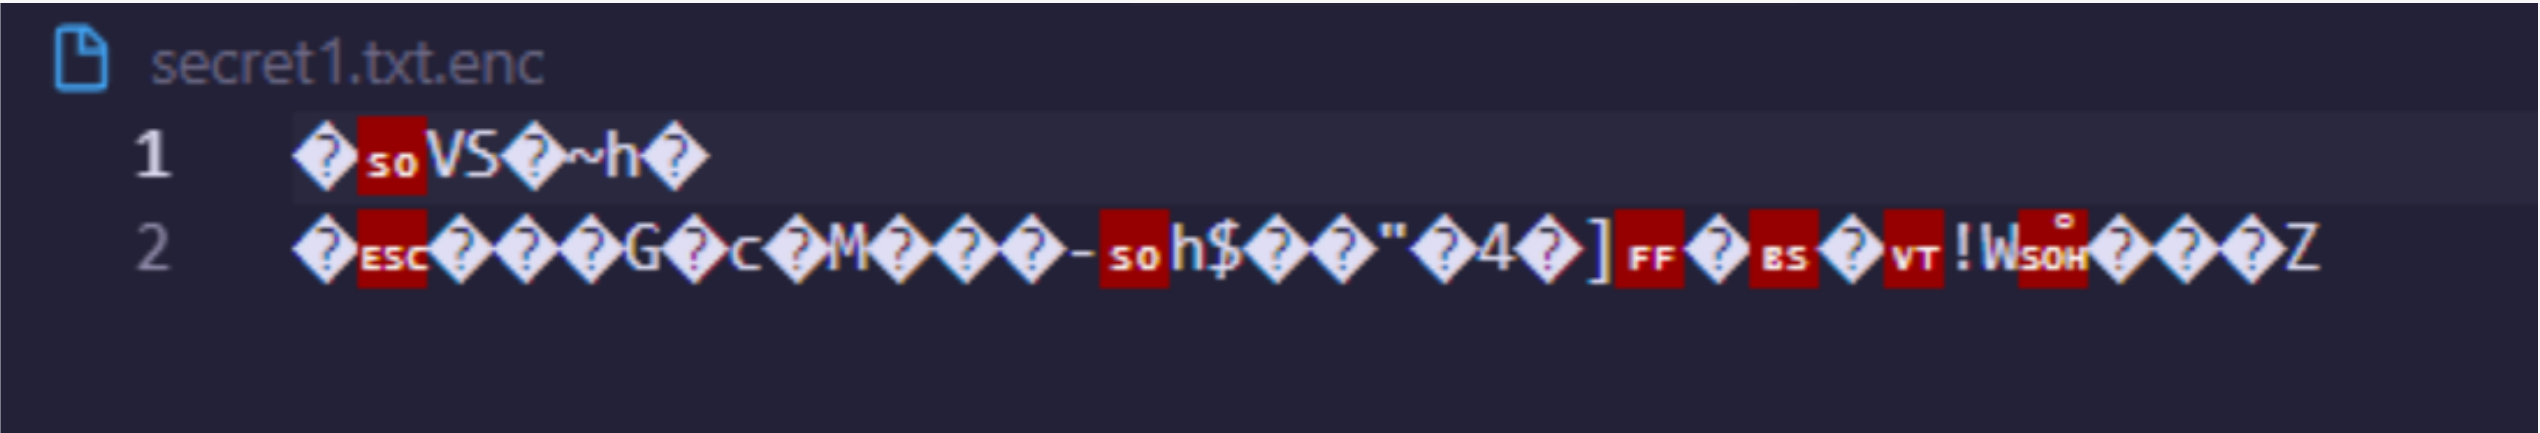 secret1.txt.enc
1 �SOVS�~h�
2 �ESC���G�c�M���-SOh$��"�4�]FF�BS�VT!WSOH���Z